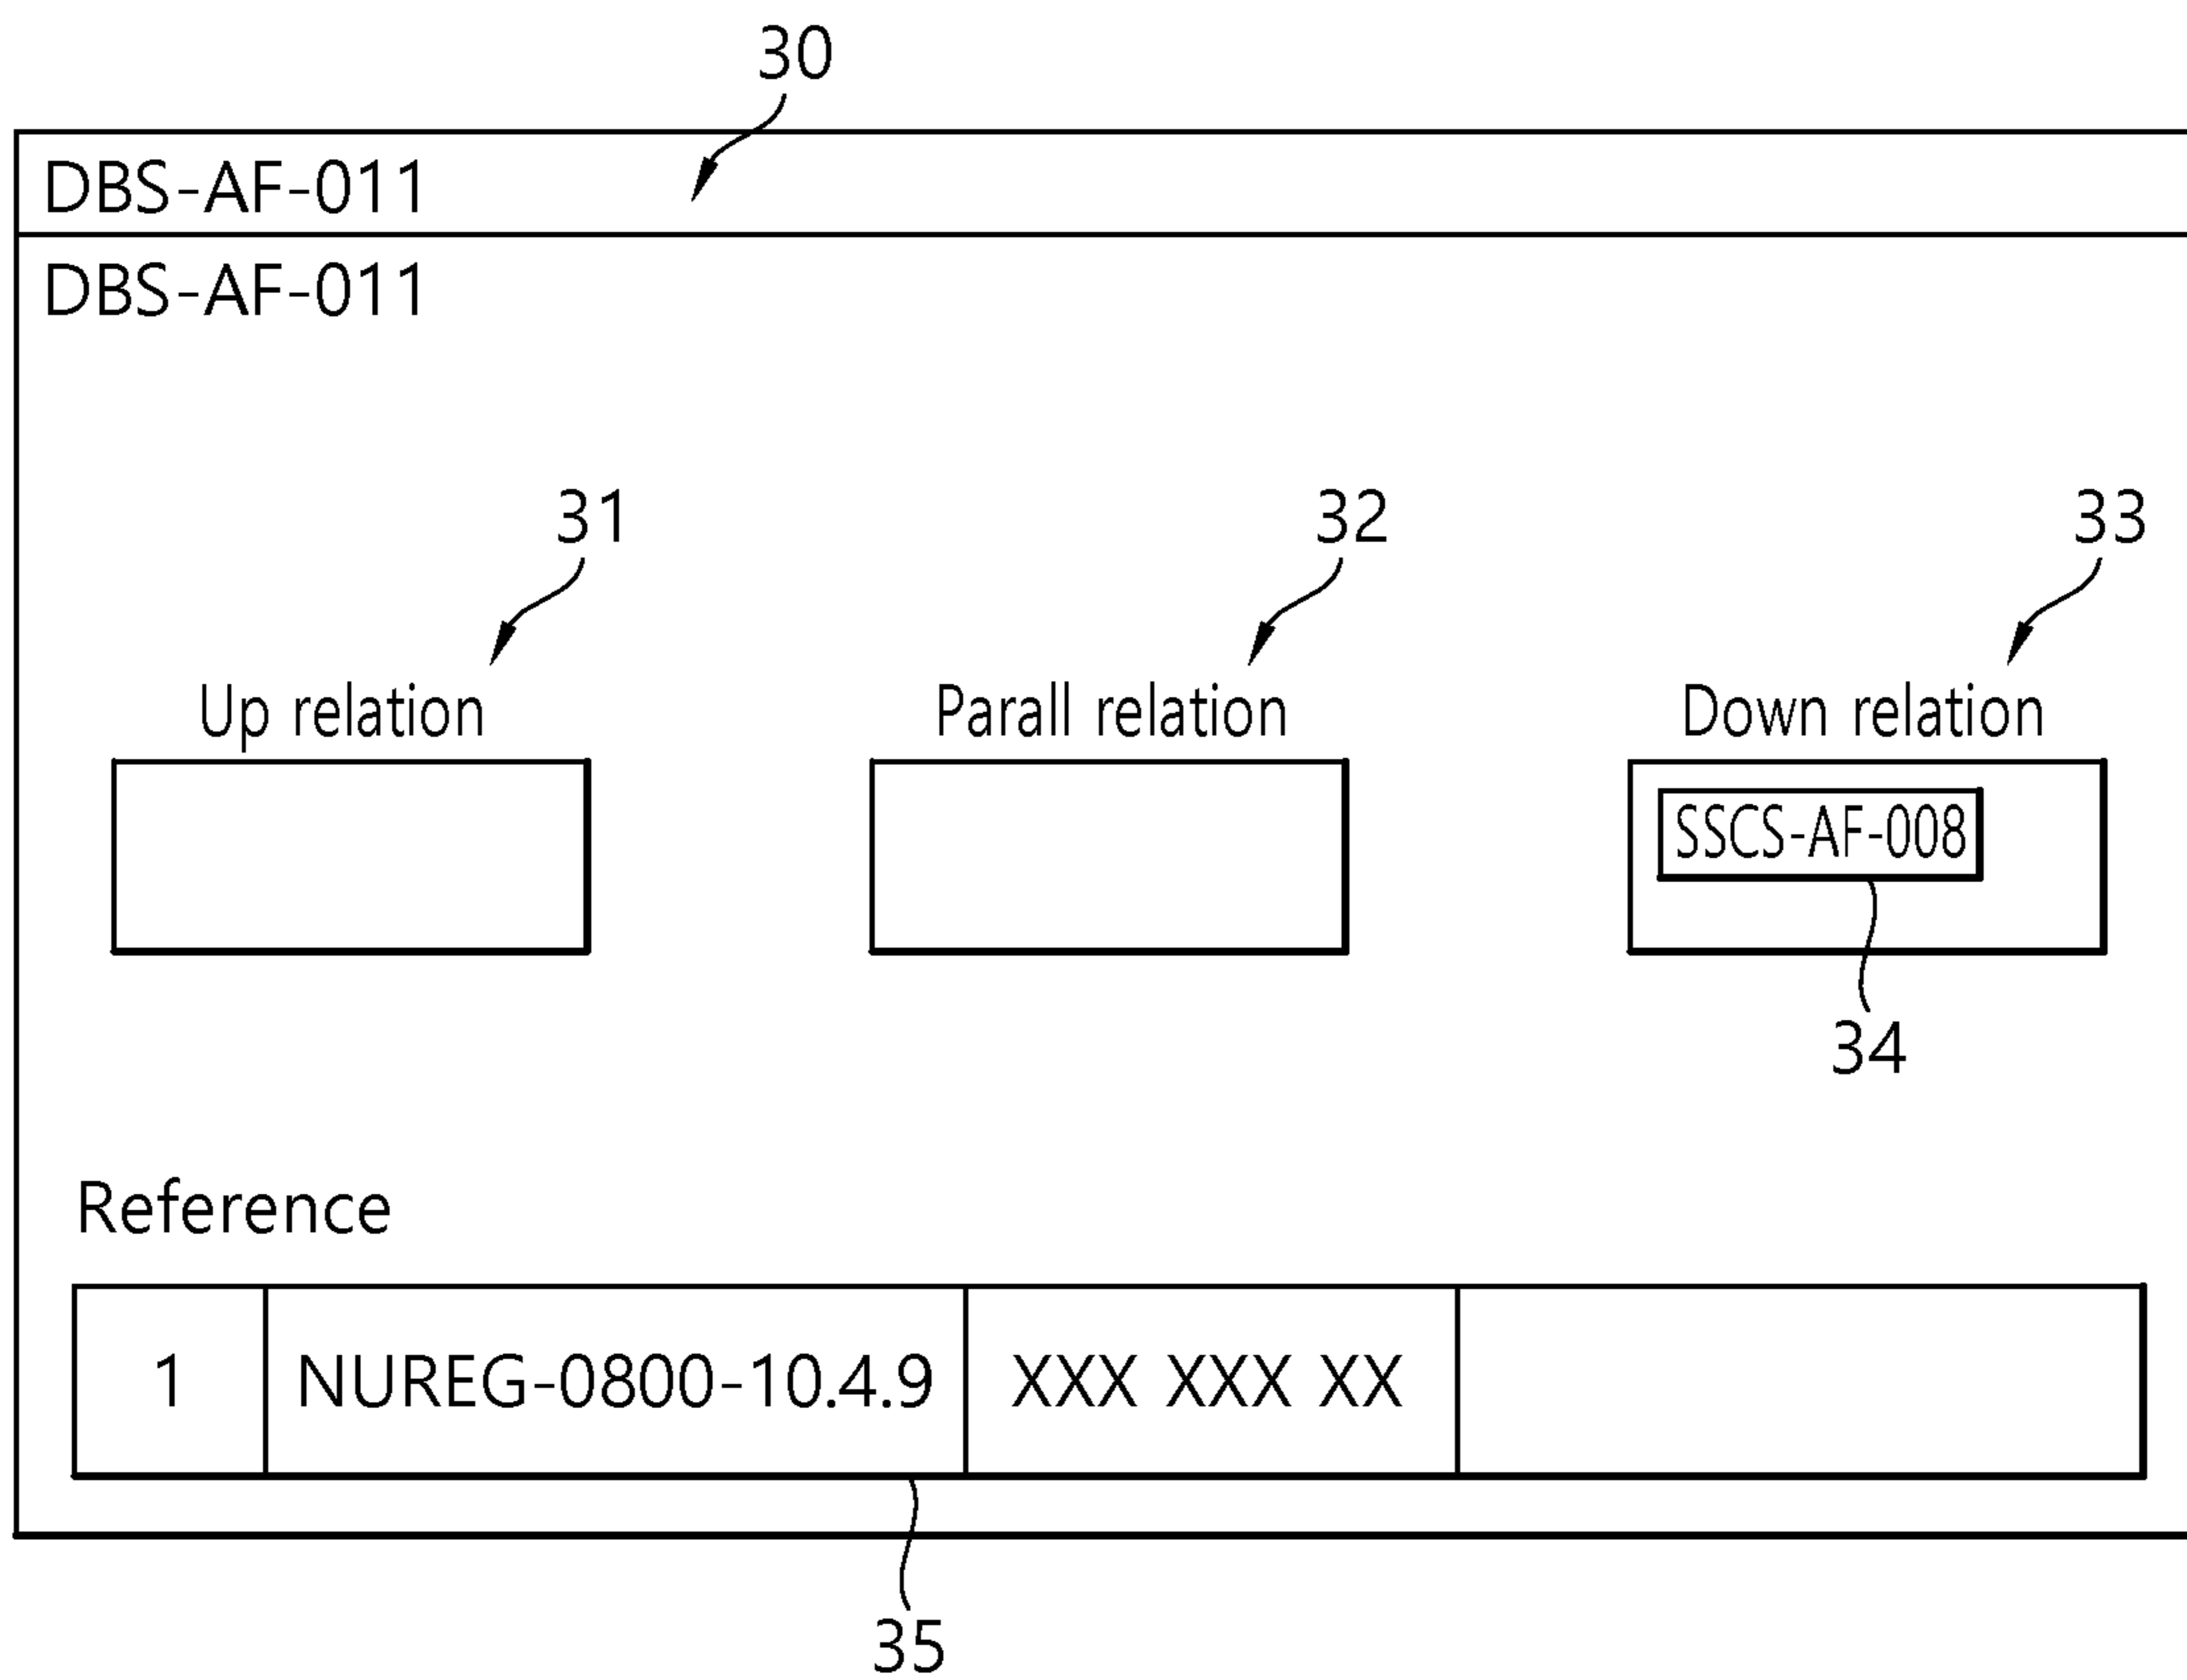 30
DBS-AF-011
DBS-AF-011
31
32
33
Up relation
Parall relation
Down relation
SSCS-AF-008
34
Reference
1 NUREG-0800-10.4.9 XXX XXX XX
35